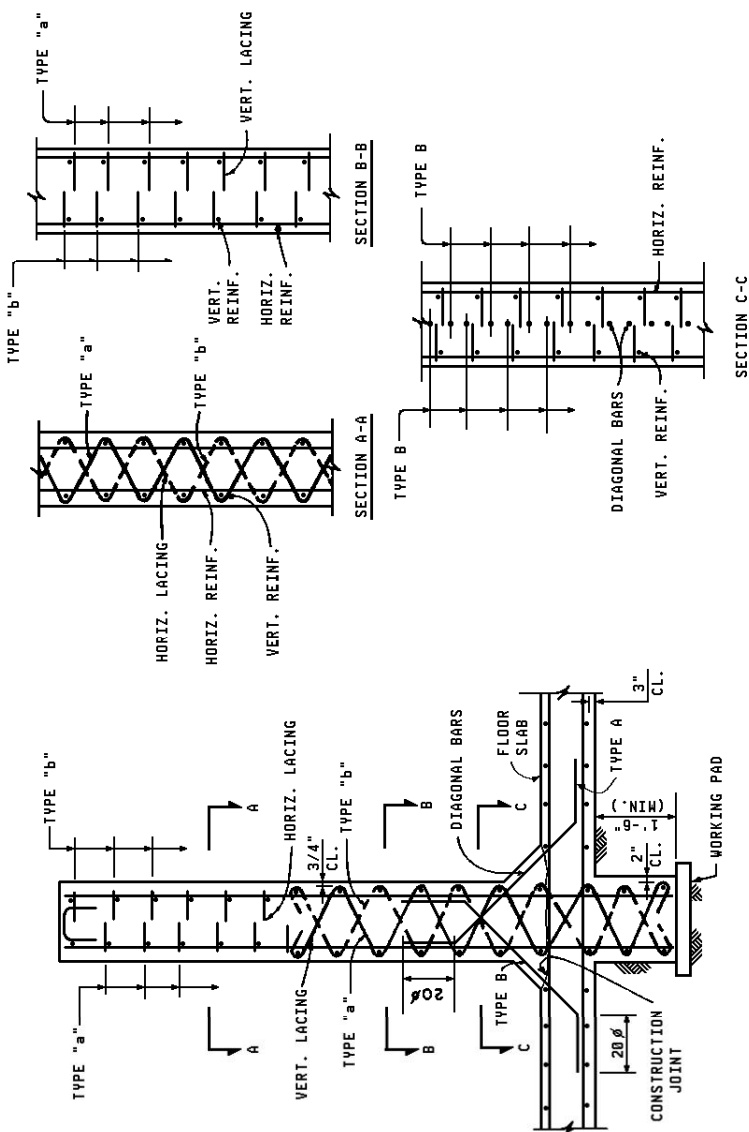 TYPE "b"
TYPE "a"
A
A
HORIZ. LACING
3/4"
CL.
VERT. LACING
TYPE "a"
TYPE "b"
20ø
B
B
DIAGONAL BARS
TYPE B
C
C
FLOOR
SLAB
20ø
3"
CL.
TYPE A
1'-6"
(MIN.)
2"
CL.
WORKING PAD
CONSTRUCTION
JOINT
TYPE "a"
TYPE "b"
HORIZ. LACING
HORIZ. REINF.
VERT. REINF.
SECTION A-A
TYPE "b"
TYPE "a"
VERT.
REINF.
HORIZ.
REINF.
VERT. LACING
SECTION B-B
TYPE B
TYPE B
DIAGONAL BARS
VERT. REINF.
HORIZ. REINF.
SECTION C-C